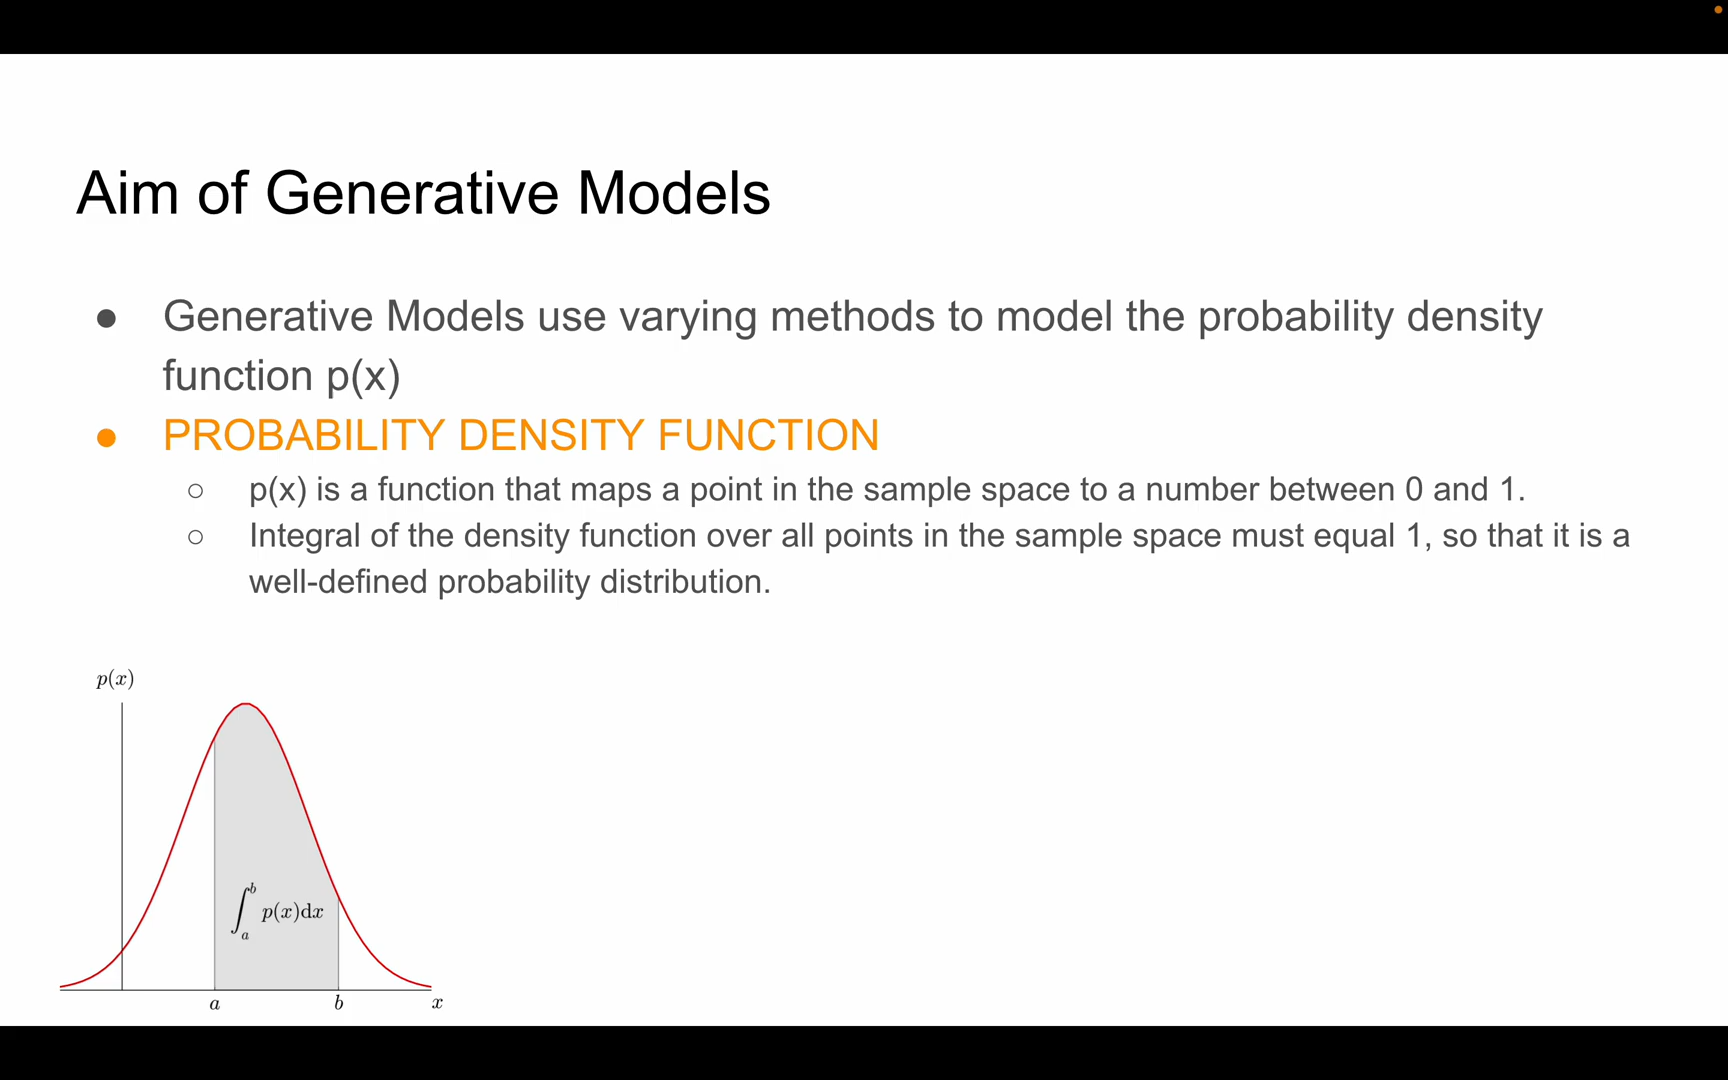 Aim of Generative Models
● Generative Models use varying methods to model the probability density
function p(x)
● PROBABILITY DENSITY FUNCTION
○ p(x) is a function that maps a point in the sample space to a number between 0 and 1.
○ Integral of the density function over all points in the sample space must equal 1, so that it is a
well-defined probability distribution.
p(x)
∫_a^b p(x)dx
a b x